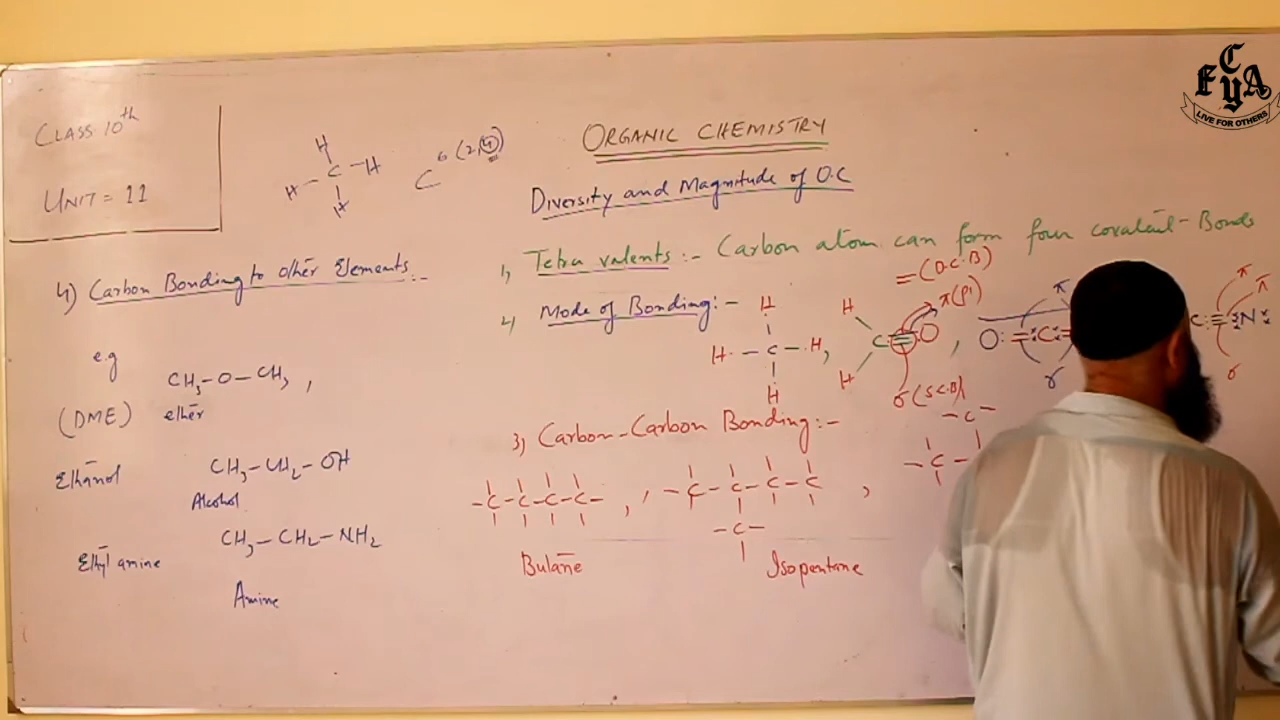 CLASS 10th
UNIT = 11
H
H - C - H
H
C 6 (2,4)
ORGANIC CHEMISTRY
Diversity and Magnitude of O.C
1, Tetra valents :- Carbon atom can form four covalent-Bonds
2, Mode of Bonding :-
H
H - C - H,
H
H
C = O
H
= (D.C.B)
π (Pi)
σ (S.C.B)
,
O = C =
π
σ
C ≡ N
π
π
σ
3) Carbon-Carbon Bonding :-
- C - C - C - C - ,
Butane
, - C - C - C - C -
- C -
Isopentane
,
- C -
- C -
4) Carbon Bonding to other Elements :-
e.g
CH3 - O - CH3 ,
(DME) ether
Ethanol CH3 - CH2 - OH
Alcohol
CH3 - CH2 - NH2
Ethyl amine
Amine
E C A
Y
LIVE FOR OTHERS